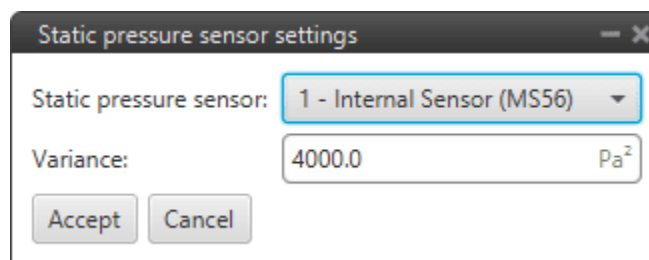 Static pressure sensor settings
Static pressure sensor: 1 - Internal Sensor (MS56)
Variance: 4000.0 Pa²
Accept Cancel